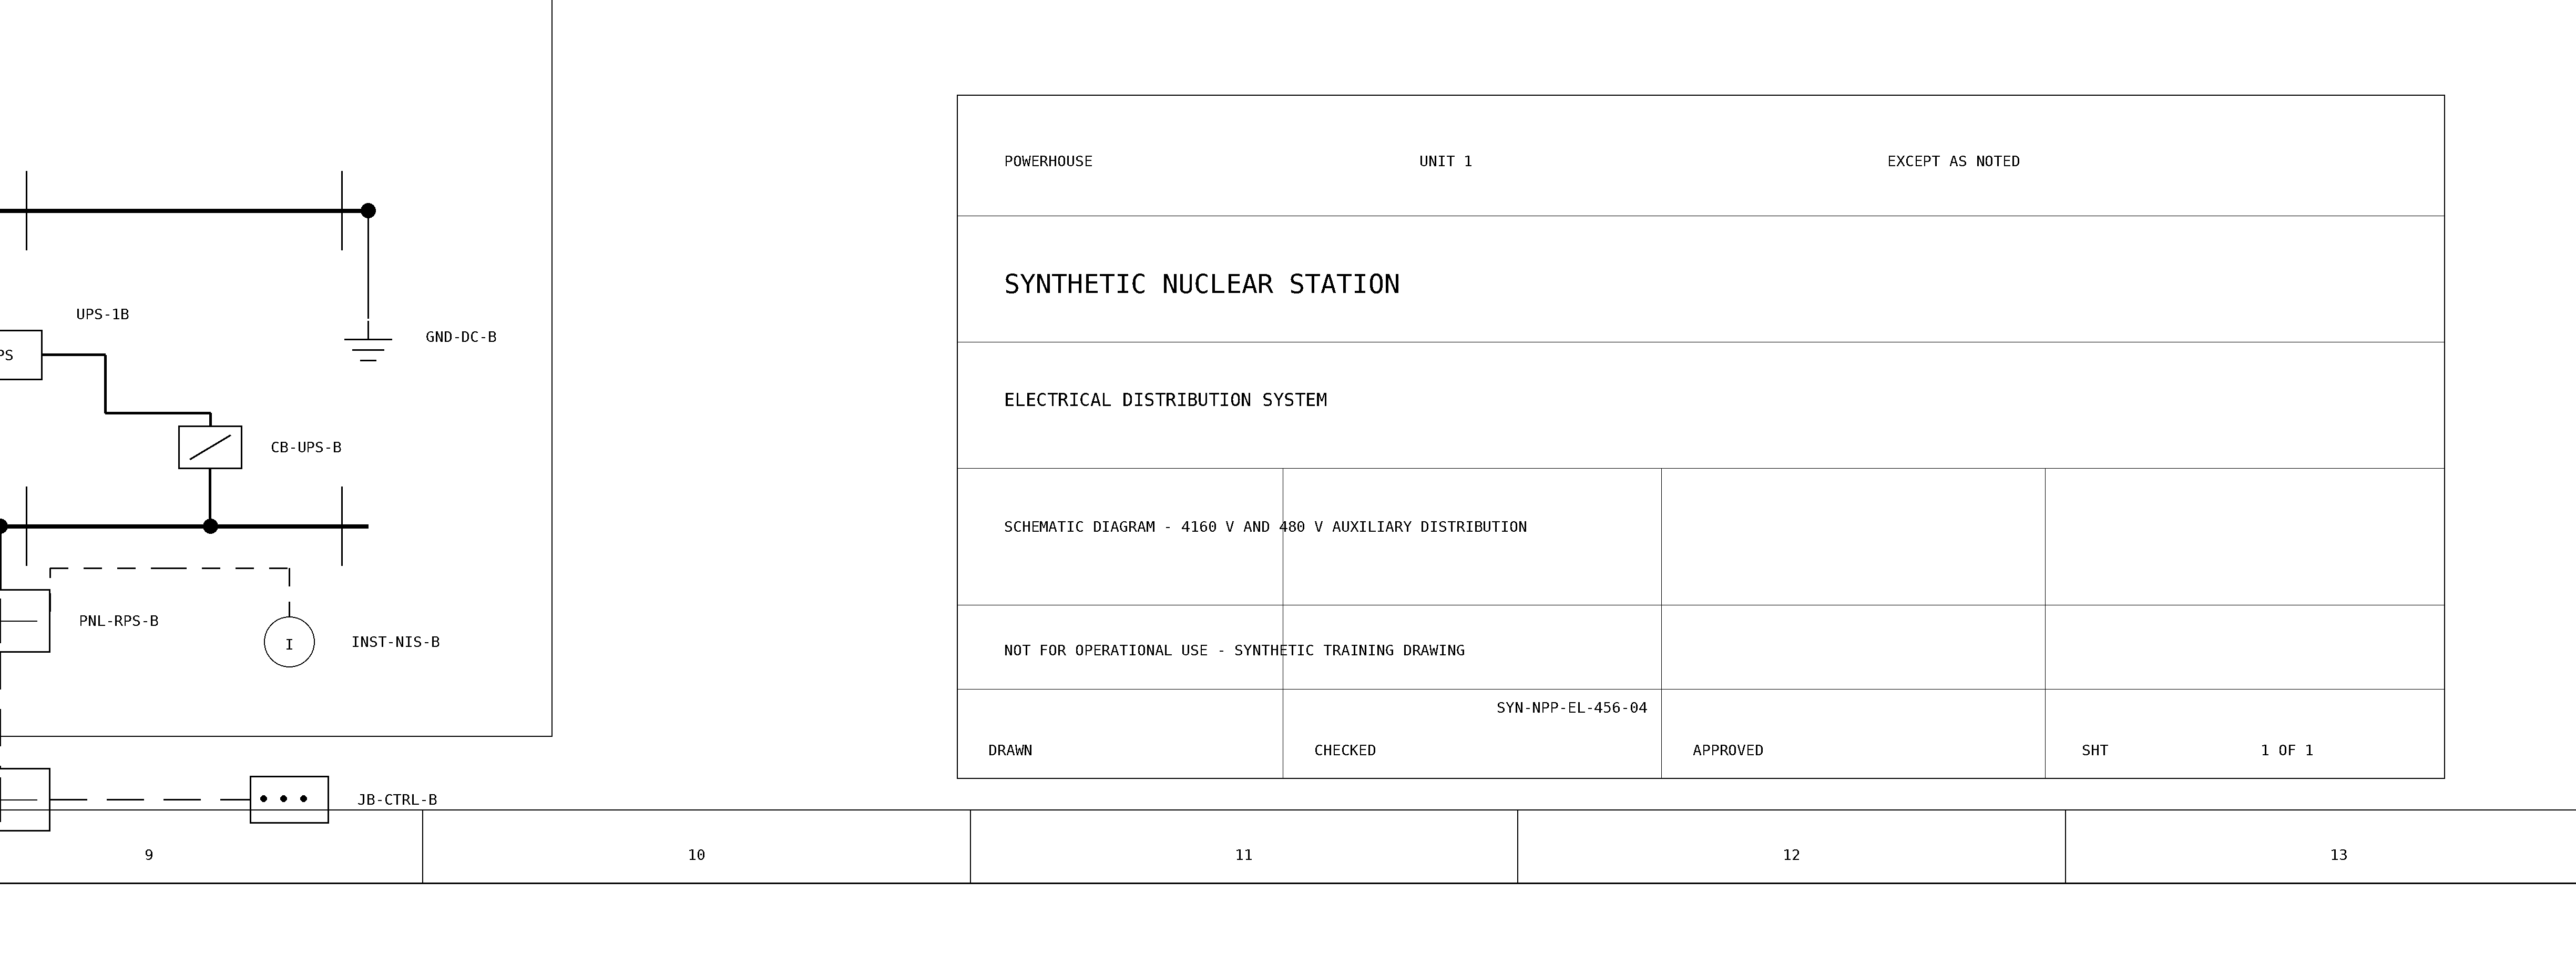 POWERHOUSE UNIT 1 EXCEPT AS NOTED
SYNTHETIC NUCLEAR STATION
UPS-1B
GND-DC-B
PS
ELECTRICAL DISTRIBUTION SYSTEM
CB-UPS-B
SCHEMATIC DIAGRAM - 4160 V AND 480 V AUXILIARY DISTRIBUTION
PNL-RPS-B
I
INST-NIS-B
NOT FOR OPERATIONAL USE - SYNTHETIC TRAINING DRAWING
SYN-NPP-EL-456-04
DRAWN CHECKED APPROVED SHT 1 OF 1
JB-CTRL-B
9 10 11 12 13